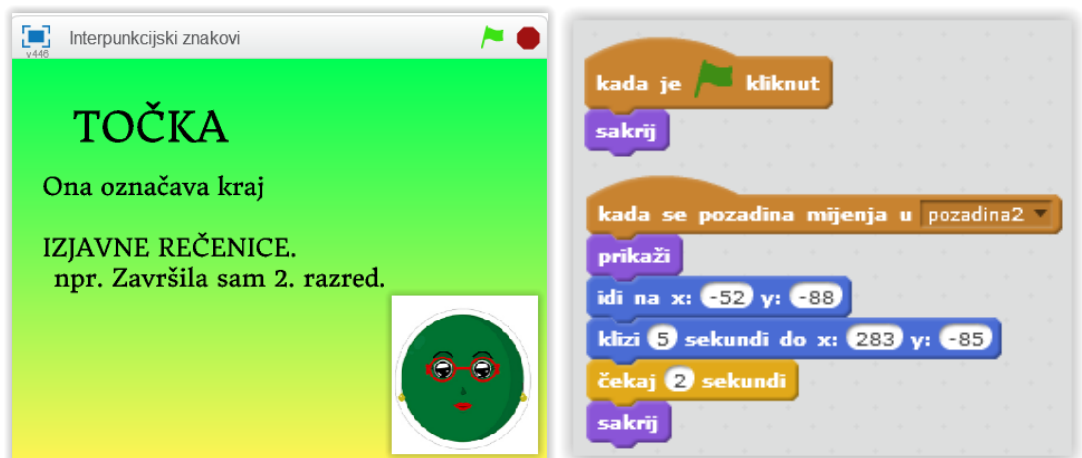 Interpunkcijski znakovi
v446
TOČKA
Ona označava kraj
IZJAVNE REČENICE.
npr. Završila sam 2. razred.
kada je kliknut
sakrij
kada se pozadina mijenja u pozadina2
prikaži
idi na x: -52 y: -88
klizi 5 sekundi do x: 283 y: -85
čekaj 2 sekundi
sakrij